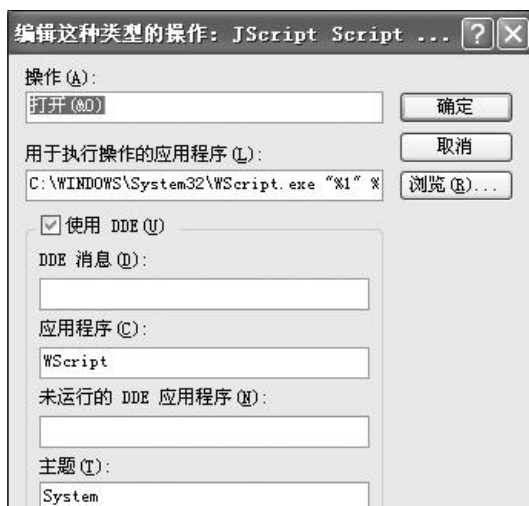 编辑这种类型的操作: JScript Script ...
操作(A):
打开(&O)
确定
用于执行操作的应用程序(L):
取消
C:\WINDOWS\System32\WScript.exe "%1" %
浏览(R)...
使用 DDE(U)
DDE 消息(D):
应用程序(C):
WScript
未运行的 DDE 应用程序(N):
主题(T):
System